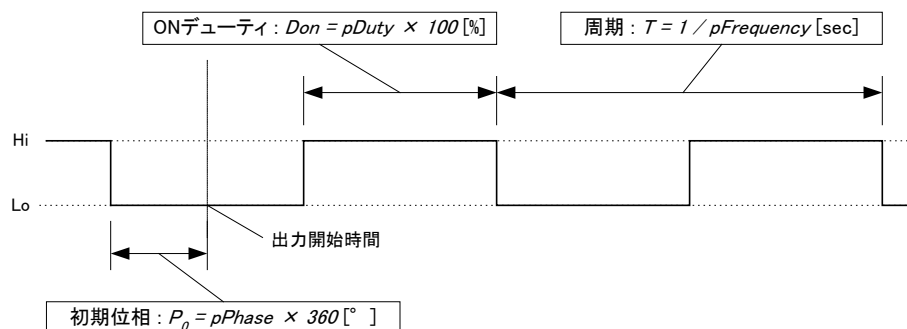 ONデューティ : Don = pDuty × 100 [%]
周期 : T = 1 / pFrequency [sec]
Hi
Lo
出力開始時間
初期位相 : P0 = pPhase × 360 [° ]